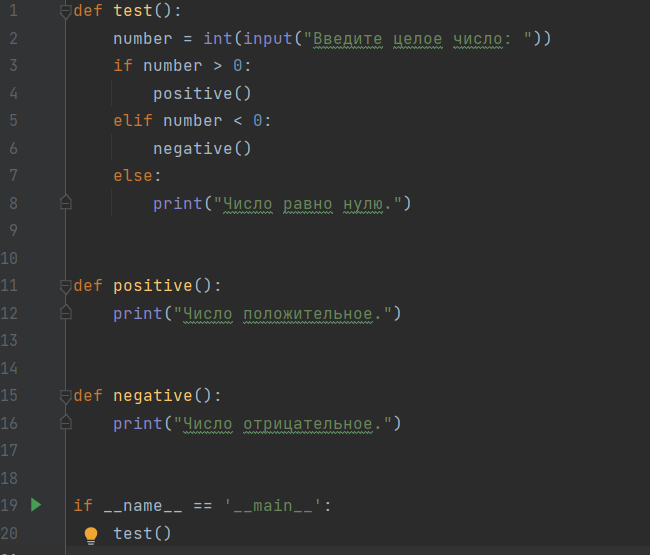 1 def test():
2     number = int(input("Введите целое число: "))
3     if number > 0:
4         positive()
5     elif number < 0:
6         negative()
7     else:
8         print("Число равно нулю.")
9
10
11 def positive():
12     print("Число положительное.")
13
14
15 def negative():
16     print("Число отрицательное.")
17
18
19 if __name__ == '__main__':
20     test()